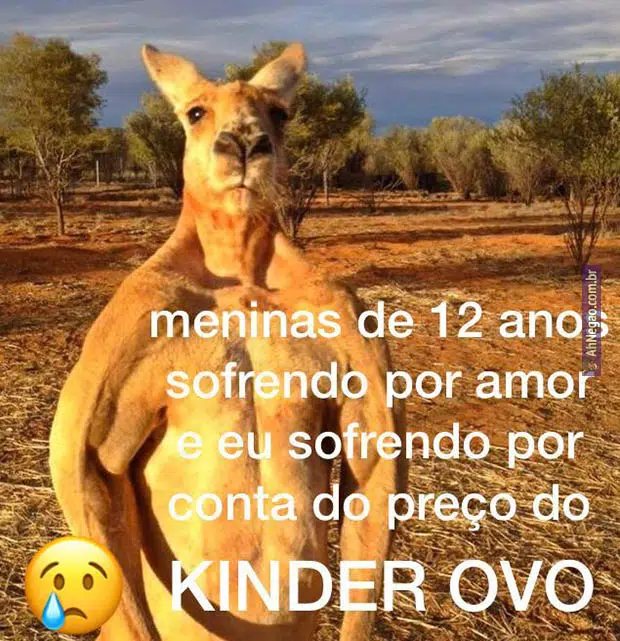 meninas de 12 anos
sofrendo por amor
e eu sofrendo por
conta do preço do
KINDER OVO
AhNegao.com.br